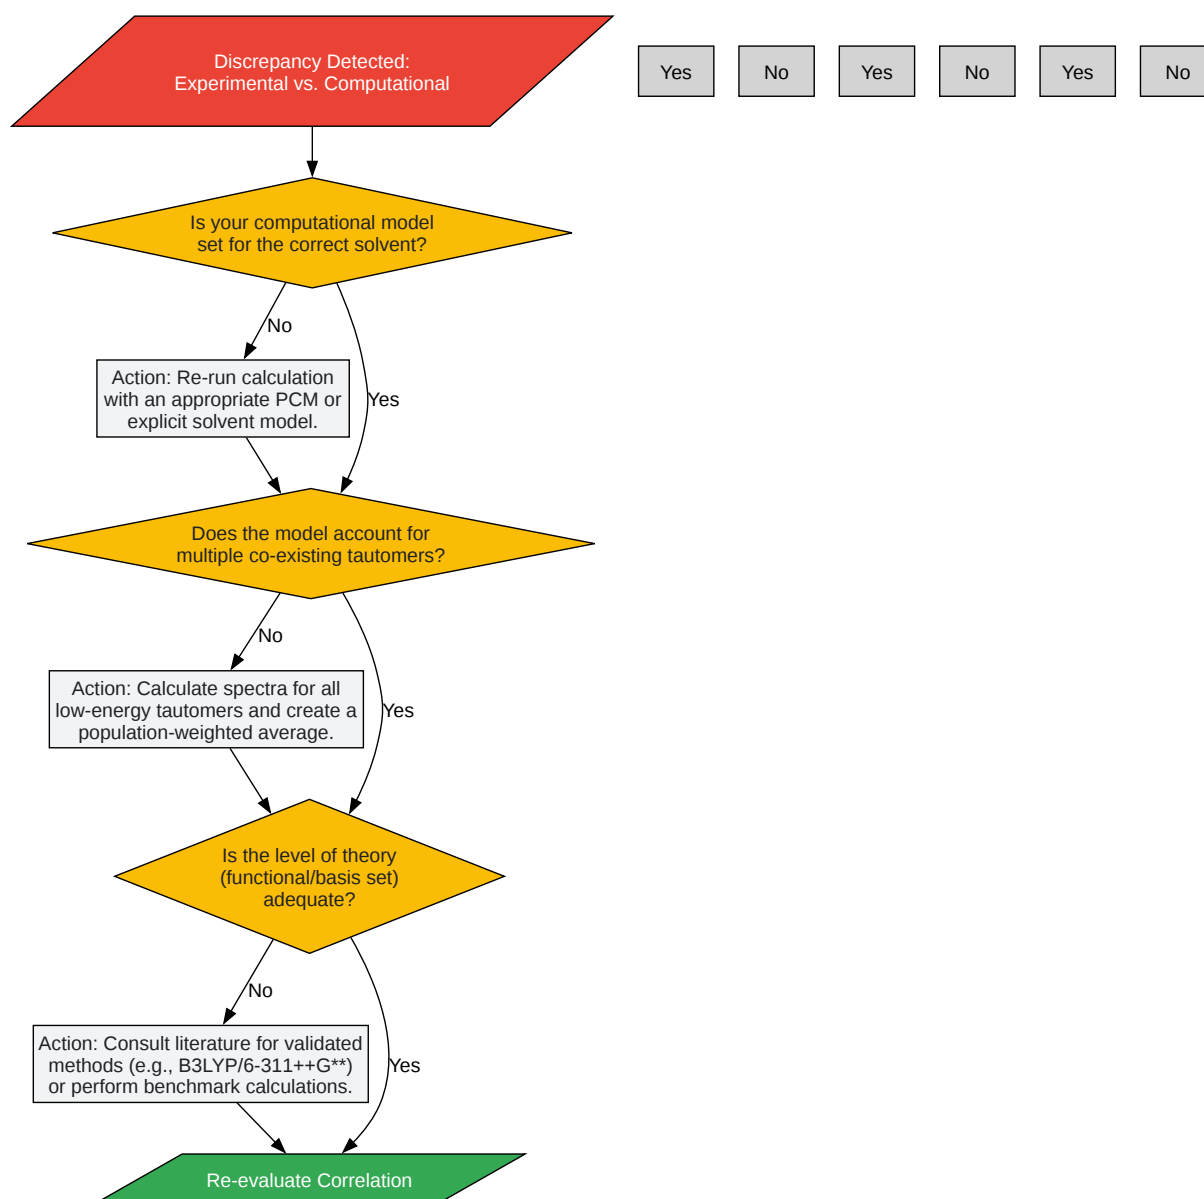 Discrepancy Detected:
Experimental vs. Computational
Yes
No
Yes
No
Yes
No
Is your computational model
set for the correct solvent?
No
Action: Re-run calculation
with an appropriate PCM or
explicit solvent model.
Yes
Does the model account for
multiple co-existing tautomers?
No
Action: Calculate spectra for all
low-energy tautomers and create a
population-weighted average.
Yes
Is the level of theory
(functional/basis set)
adequate?
No
Action: Consult literature for validated
methods (e.g., B3LYP/6-311++G**)
or perform benchmark calculations.
Yes
Re-evaluate Correlation